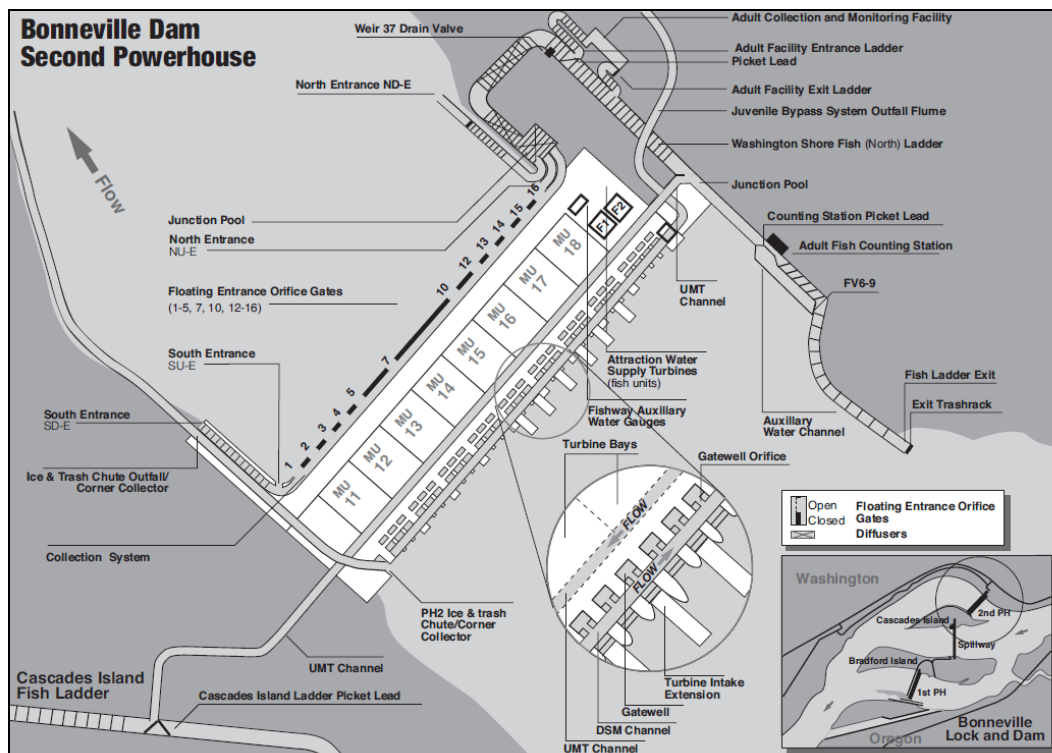 Bonneville Dam
Second Powerhouse
Weir 37 Drain Valve
North Entrance ND-E
Flow
Junction Pool
North Entrance
NU-E
Floating Entrance Orifice Gates
(1-5, 7, 10, 12-16)
South Entrance
SU-E
South Entrance
SD-E
Ice & Trash Chute Outfall/
Corner Collector
Collection System
UMT Channel
Cascades Island
Fish Ladder
Cascades Island Ladder Picket Lead
1
2
3
4
5
7
10
12
13
14
15
16
MU
11
MU
12
MU
13
MU
14
MU
15
MU
16
MU
17
MU
18
F1
F2
PH2 Ice & trash
Chute/Corner
Collector
Adult Collection and Monitoring Facility
Adult Facility Entrance Ladder
Picket Lead
Adult Facility Exit Ladder
Juvenile Bypass System Outfall Flume
Washington Shore Fish (North) Ladder
Junction Pool
Counting Station Picket Lead
Adult Fish Counting Station
FV6-9
UMT
Channel
Attraction Water
Supply Turbines
(fish units)
Fishway Auxiliary
Water Gauges
Auxillary
Water Channel
Fish Ladder Exit
Exit Trashrack
Turbine Bays
Gatewell Orifice
FLOW
FLOW
Turbine Intake
Extension
Gatewell
DSM Channel
UMT Channel
Open
Closed
Floating Entrance Orifice
Gates
Diffusers
Washington
Cascades Island
2nd PH
Spillway
Bradford Island
1st PH
Oregon
Bonneville
Lock and Dam